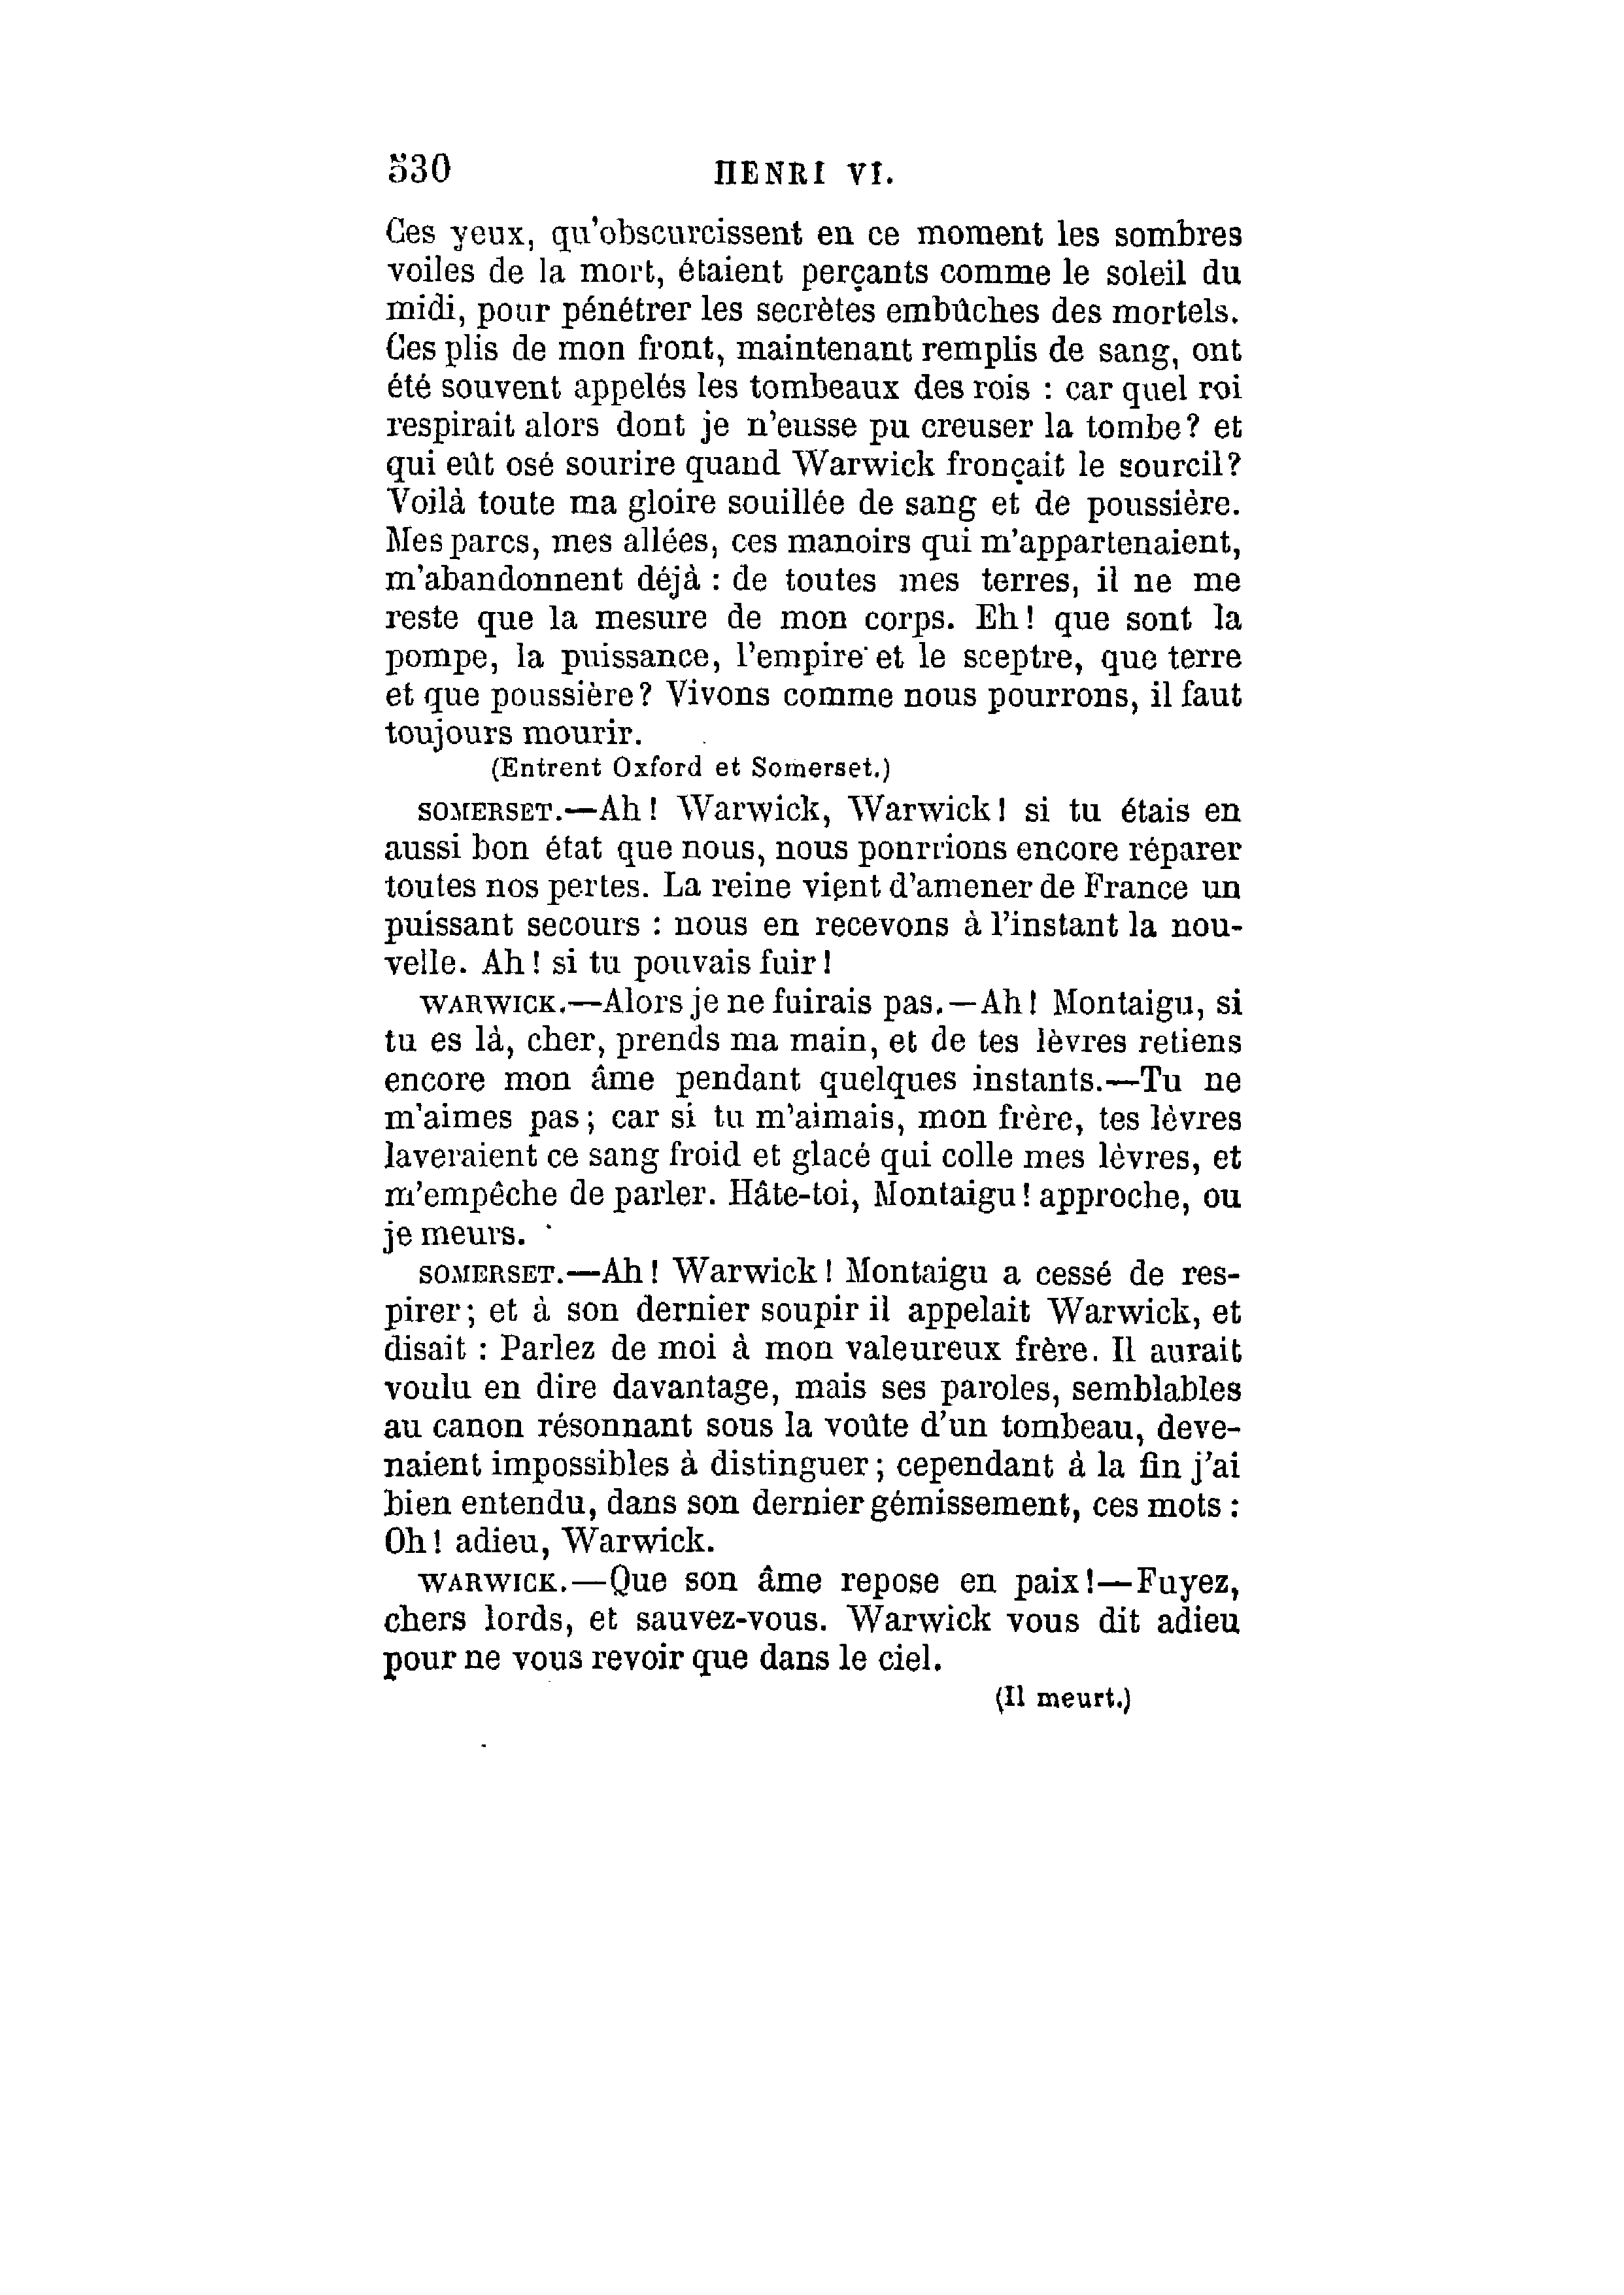 530 HENRI VI.
Ces yeux, qu'obscurcissent en ce moment les sombres
voiles de la mort, étaient perçants comme le soleil du
midi, pour pénétrer les secrètes embûches des mortels.
Ces plis de mon front, maintenant remplis de sang, ont
été souvent appelés les tombeaux des rois : car quel roi
respirait alors dont je n'eusse pu creuser la tombe? et
qui eût osé sourire quand Warwick fronçait le sourcil?
Voilà toute ma gloire souillée de sang et de poussière.
Mes parcs, mes allées, ces manoirs qui m'appartenaient,
m'abandonnent déjà : de toutes mes terres, il ne me
reste que la mesure de mon corps. Eh! que sont la
pompe, la puissance, l'empire et le sceptre, que terre
et que poussière? Vivons comme nous pourrons, il faut
toujours mourir.
(Entrent Oxford et Somerset.)
SOMERSET.—Ah! Warwick, Warwick! si tu étais en
aussi bon état que nous, nous pourrions encore réparer
toutes nos pertes. La reine vient d'amener de France un
puissant secours : nous en recevons à l'instant la nou-
velle. Ah! si tu pouvais fuir!
WARWICK.—Alors je ne fuirais pas.—Ah! Montaigu, si
tu es là, cher, prends ma main, et de tes lèvres retiens
encore mon âme pendant quelques instants.—Tu ne
m'aimes pas; car si tu m'aimais, mon frère, tes lèvres
laveraient ce sang froid et glacé qui colle mes lèvres, et
m'empêche de parler. Hâte-toi, Montaigu! approche, ou
je meurs.
SOMERSET.—Ah! Warwick! Montaigu a cessé de res-
pirer; et à son dernier soupir il appelait Warwick, et
disait : Parlez de moi à mon valeureux frère. Il aurait
voulu en dire davantage, mais ses paroles, semblables
au canon résonnant sous la voûte d'un tombeau, deve-
naient impossibles à distinguer; cependant à la fin j'ai
bien entendu, dans son dernier gémissement, ces mots :
Oh! adieu, Warwick.
WARWICK.—Que son âme repose en paix!—Fuyez,
chers lords, et sauvez-vous. Warwick vous dit adieu
pour ne vous revoir que dans le ciel.
(Il meurt.)